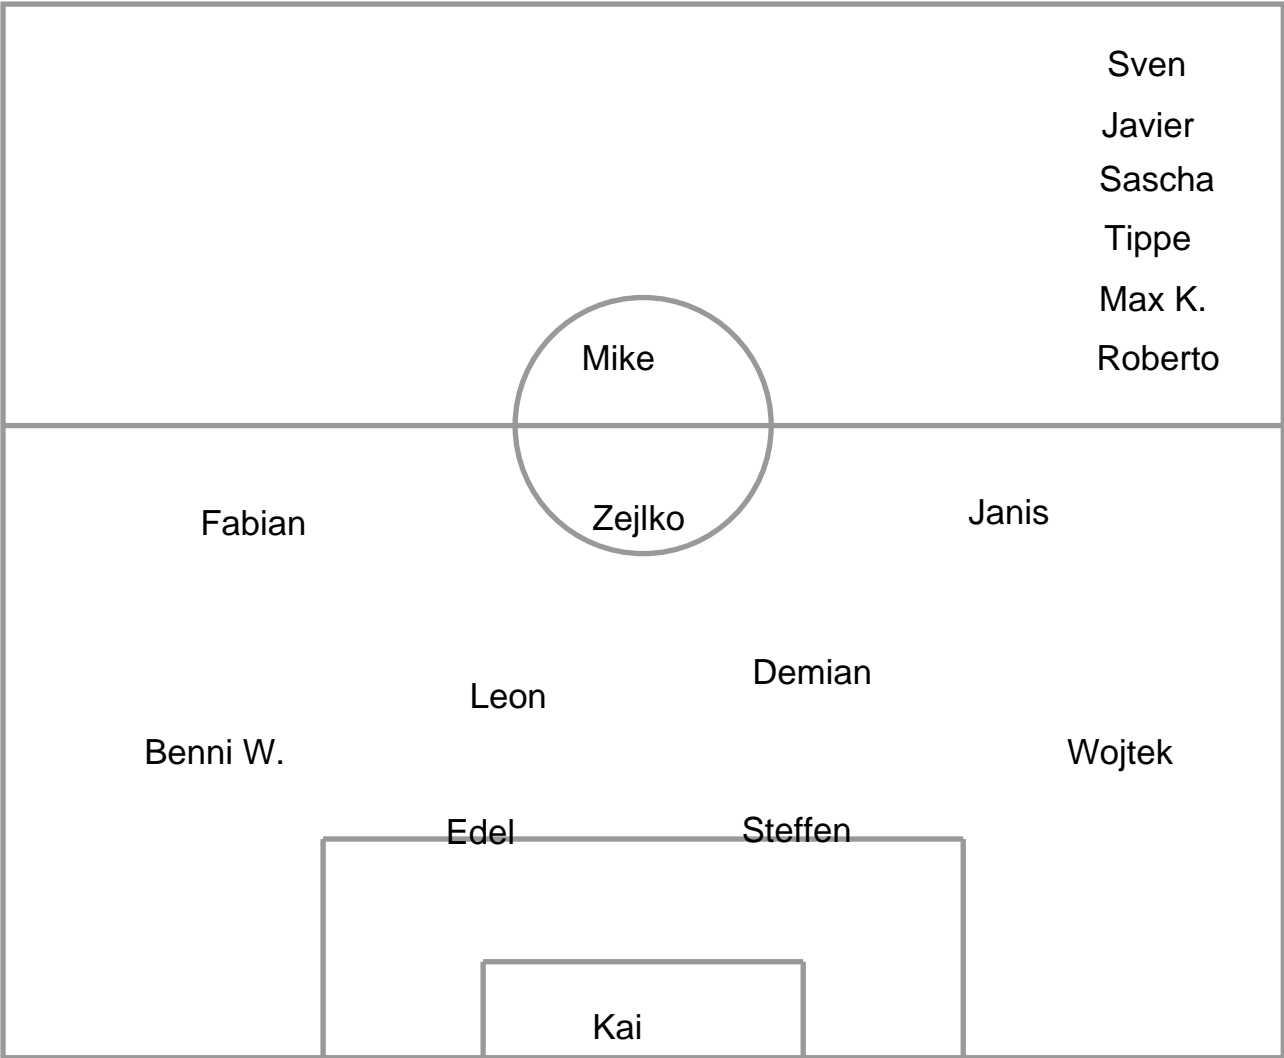 Sven
Javier
Sascha
Tippe
Max K.
Mike
Roberto
Fabian
Zejlko
Janis
Leon
Demian
Benni W.
Wojtek
Edel
Steffen
Kai